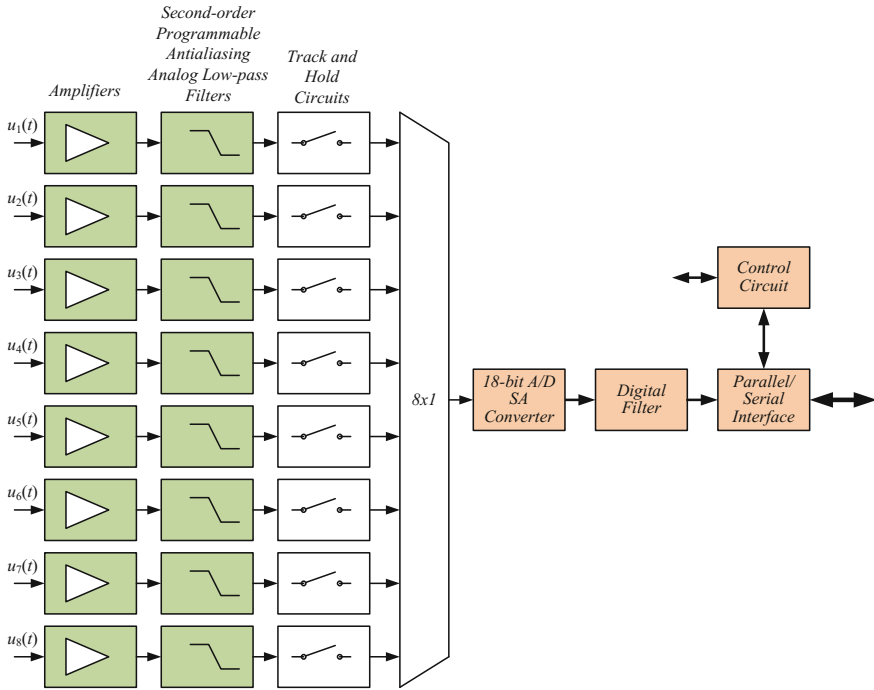 Second-order
Programmable
Antialiasing
Analog Low-pass
Filters
Track and
Hold
Circuits
Amplifiers
u1(t)
u2(t)
u3(t)
u4(t)
u5(t)
u6(t)
u7(t)
u8(t)
8x1
18-bit A/D
SA
Converter
Digital
Filter
Parallel/
Serial
Interface
Control
Circuit